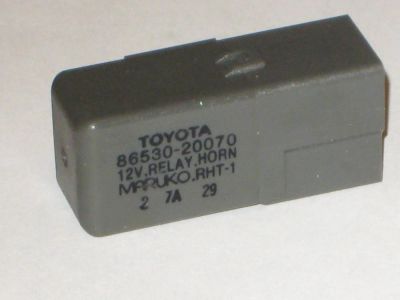 TOYOTA
86530-20070
12V.RELAY.HORN
MARUKO.RHT-1
2 7A 29